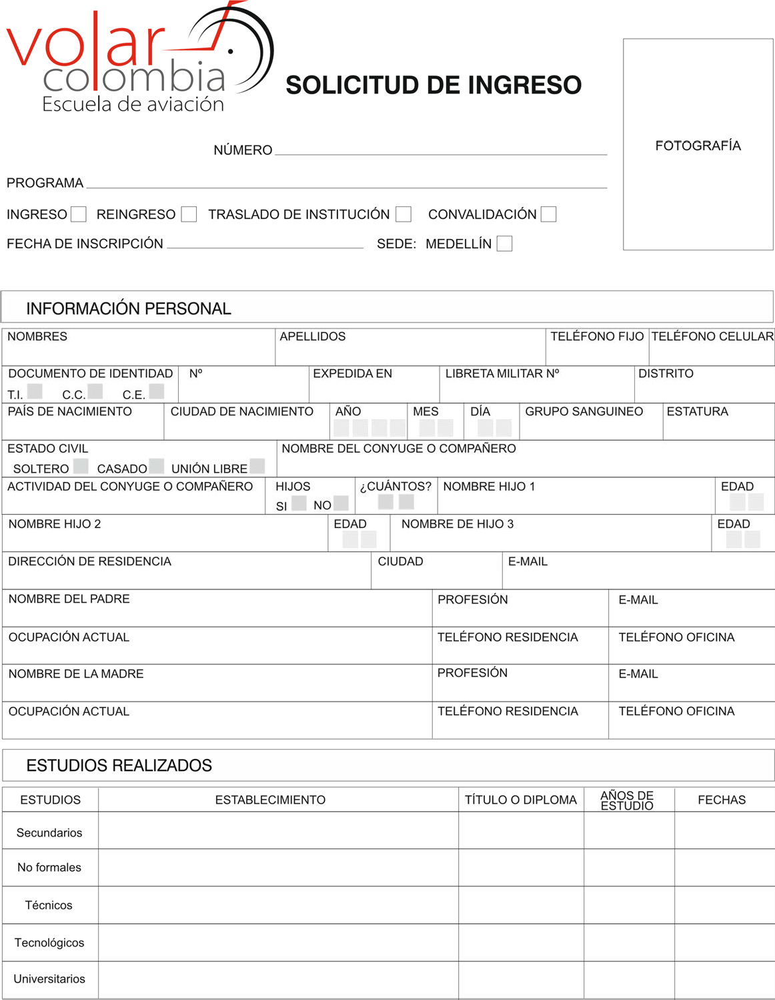 volar
colombia
Escuela de aviación
SOLICITUD DE INGRESO
FOTOGRAFÍA
NÚMERO
PROGRAMA
INGRESO REINGRESO TRASLADO DE INSTITUCIÓN CONVALIDACIÓN
FECHA DE INSCRIPCIÓN SEDE: MEDELLÍN
INFORMACIÓN PERSONAL
NOMBRES APELLIDOS TELÉFONO FIJO TELÉFONO CELULAR
DOCUMENTO DE IDENTIDAD Nº EXPEDIDA EN LIBRETA MILITAR Nº DISTRITO
T.I. C.C. C.E.
PAÍS DE NACIMIENTO CIUDAD DE NACIMIENTO AÑO MES DÍA GRUPO SANGUINEO ESTATURA
ESTADO CIVIL NOMBRE DEL CONYUGE O COMPAÑERO
SOLTERO CASADO UNIÓN LIBRE
ACTIVIDAD DEL CONYUGE O COMPAÑERO HIJOS ¿CUÁNTOS? NOMBRE HIJO 1 EDAD
SI NO
NOMBRE HIJO 2 EDAD NOMBRE DE HIJO 3 EDAD
DIRECCIÓN DE RESIDENCIA CIUDAD E-MAIL
NOMBRE DEL PADRE PROFESIÓN E-MAIL
OCUPACIÓN ACTUAL TELÉFONO RESIDENCIA TELÉFONO OFICINA
NOMBRE DE LA MADRE PROFESIÓN E-MAIL
OCUPACIÓN ACTUAL TELÉFONO RESIDENCIA TELÉFONO OFICINA
ESTUDIOS REALIZADOS
ESTUDIOS ESTABLECIMIENTO TÍTULO O DIPLOMA AÑOS DE ESTUDIO FECHAS
Secundarios
No formales
Técnicos
Tecnológicos
Universitarios